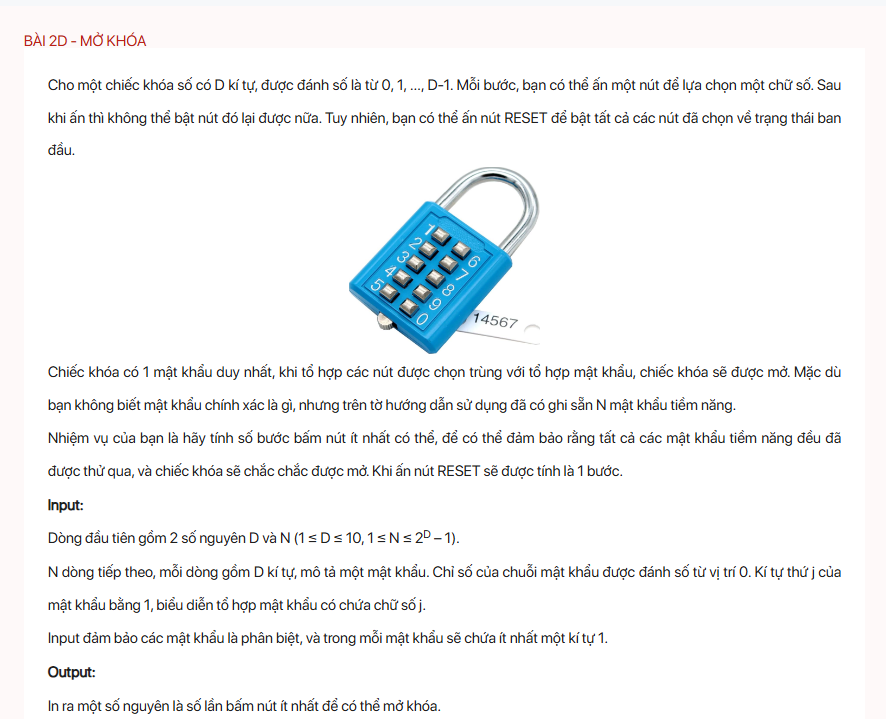 BÀI 2D - MỞ KHÓA
Cho một chiếc khóa số có D kí tự, được đánh số là từ 0, 1, ..., D-1. Mỗi bước, bạn có thể ấn một nút để lựa chọn một chữ số. Sau
khi ấn thì không thể bật nút đó lại được nữa. Tuy nhiên, bạn có thể ấn nút RESET để bật tất cả các nút đã chọn về trạng thái ban
đầu.
1
2
3
4
5
6
7
8
9
0
14567
Chiếc khóa có 1 mật khẩu duy nhất, khi tổ hợp các nút được chọn trùng với tổ hợp mật khẩu, chiếc khóa sẽ được mở. Mặc dù
bạn không biết mật khẩu chính xác là gì, nhưng trên tờ hướng dẫn sử dụng đã có ghi sẵn N mật khẩu tiềm năng.
Nhiệm vụ của bạn là hãy tính số bước bấm nút ít nhất có thể, để có thể đảm bảo rằng tất cả các mật khẩu tiềm năng đều đã
được thử qua, và chiếc khóa sẽ chắc chắc được mở. Khi ấn nút RESET sẽ được tính là 1 bước.
Input:
Dòng đầu tiên gồm 2 số nguyên D và N (1 ≤ D ≤ 10, 1 ≤ N ≤ 2ᴰ – 1).
N dòng tiếp theo, mỗi dòng gồm D kí tự, mô tả một mật khẩu. Chỉ số của chuỗi mật khẩu được đánh số từ vị trí 0. Kí tự thứ j của
mật khẩu bằng 1, biểu diễn tổ hợp mật khẩu có chứa chữ số j.
Input đảm bảo các mật khẩu là phân biệt, và trong mỗi mật khẩu sẽ chứa ít nhất một kí tự 1.
Output:
In ra một số nguyên là số lần bấm nút ít nhất để có thể mở khóa.